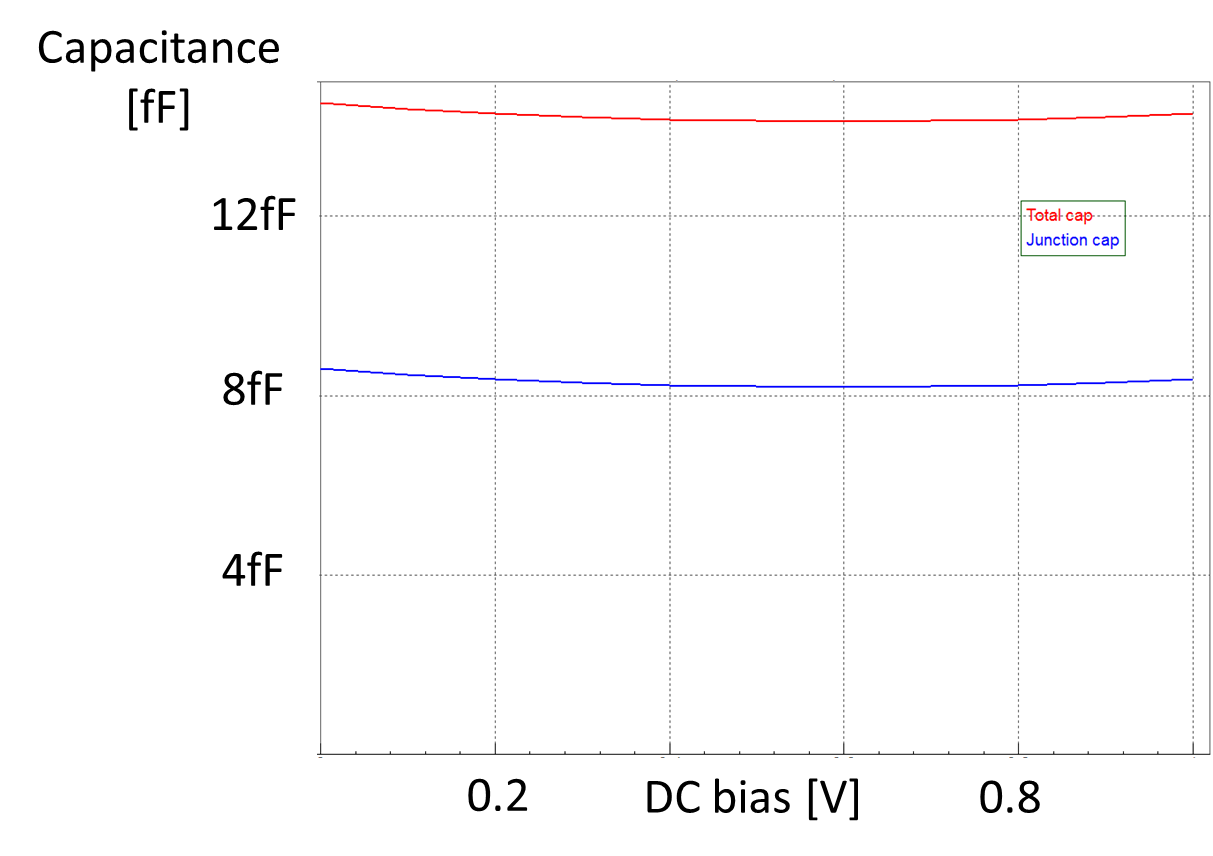 Capacitance
[fF]
12fF
Total cap
Junction cap
8fF
4fF
0.2
DC bias [V]
0.8